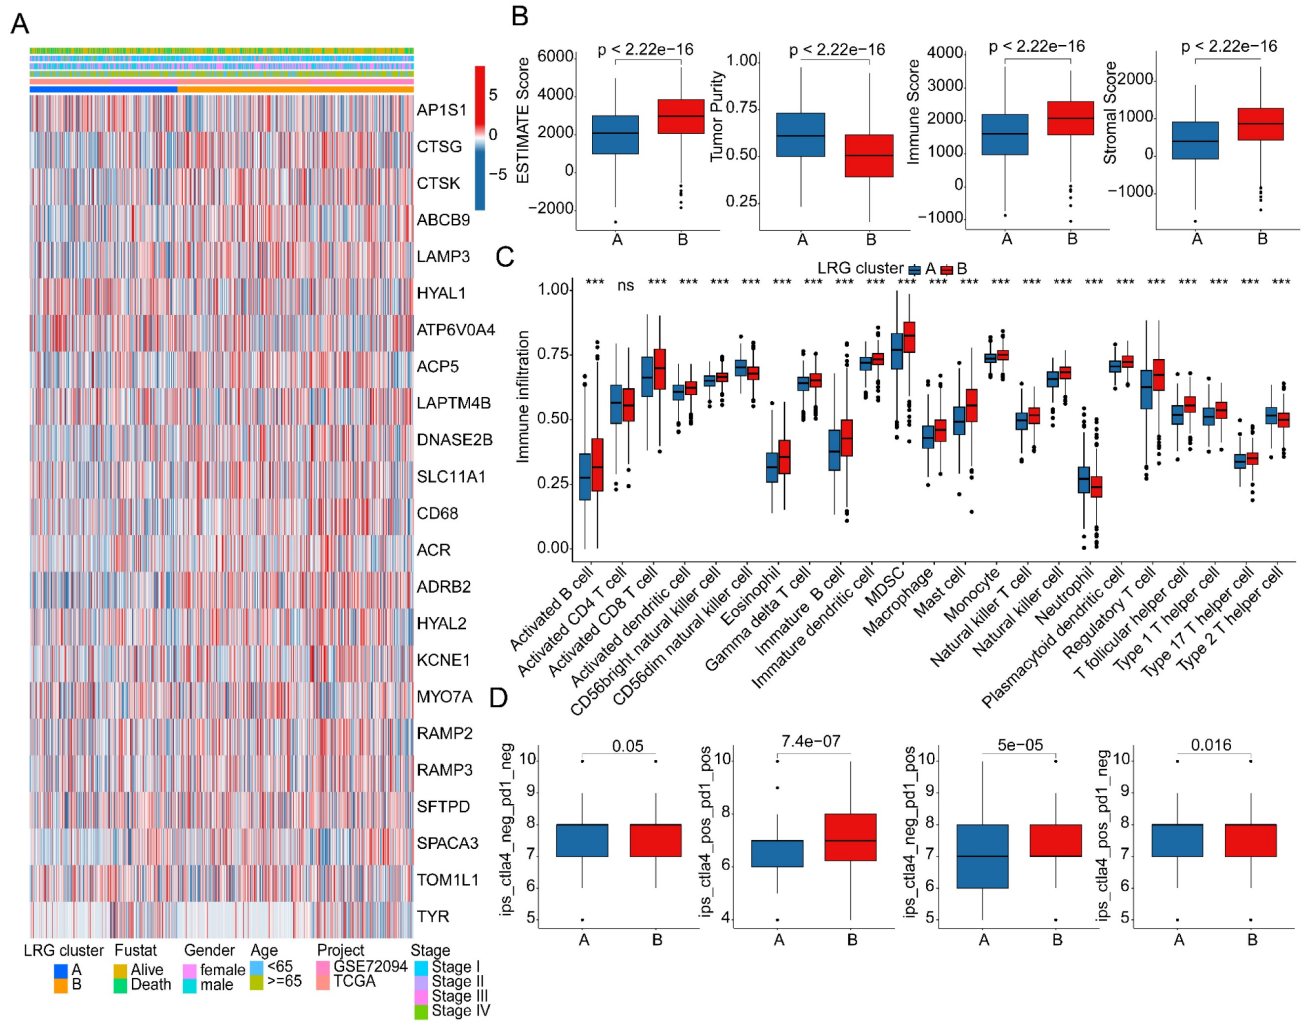 A
5
0
−5
AP1S1
CTSG
CTSK
ABCB9
LAMP3
HYAL1
ATP6V0A4
ACP5
LAPTM4B
DNASE2B
SLC11A1
CD68
ACR
ADRB2
HYAL2
KCNE1
MYO7A
RAMP2
RAMP3
SFTPD
SPACA3
TOM1L1
TYR
LRG cluster
A
B
Fustat
Alive
Death
Gender
female
male
Age
<65
>=65
Project
GSE72094
TCGA
Stage
Stage I
Stage II
Stage III
Stage IV
B
p < 2.22e−16
ESTIMATE Score
6000
4000
2000
0
−2000
A B
p < 2.22e−16
Tumor Purity
1.00
0.75
0.50
0.25
A B
p < 2.22e−16
Immune Score
4000
3000
2000
1000
0
−1000
A B
p < 2.22e−16
Stromal Score
2000
1000
0
−1000
A B
C
LRG cluster A B
*** ns *** *** *** *** *** *** *** *** *** *** *** *** *** *** *** *** *** *** *** *** ***
Immune infiltration
1.00
0.75
0.50
0.25
0.00
Activated B cell
Activated CD4 T cell
Activated CD8 T cell
Activated dendritic cell
CD56bright natural killer cell
CD56dim natural killer cell
Eosinophil
Gamma delta T cell
Immature B cell
Immature dendritic cell
MDSC
Macrophage
Mast cell
Monocyte
Natural killer T cell
Natural killer cell
Neutrophil
Plasmacytoid dendritic cell
Regulatory T cell
T follicular helper cell
Type 1 T helper cell
Type 17 T helper cell
Type 2 T helper cell
D
0.05
ips_ctla4_neg_pd1_neg
10
9
8
7
6
5
A B
7.4e−07
ips_ctla4_pos_pd1_pos
10
8
6
4
A B
5e−05
ips_ctla4_neg_pd1_pos
10
9
8
7
6
5
A B
0.016
ips_ctla4_pos_pd1_neg
10
9
8
7
6
5
A B